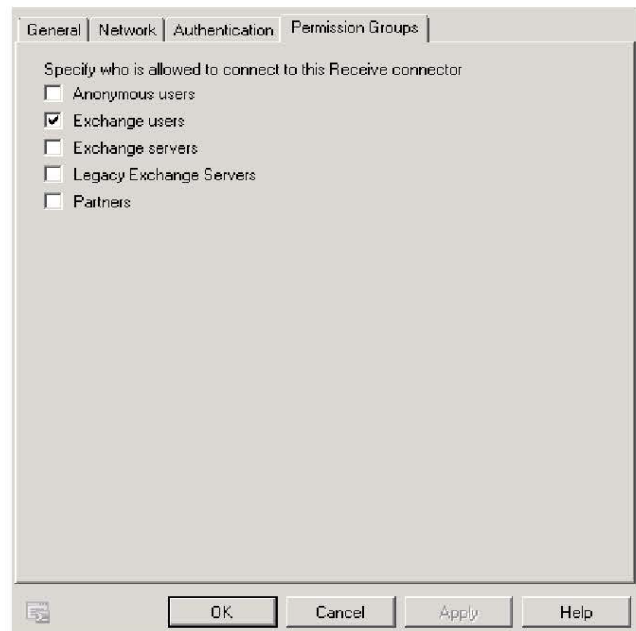 General Network Authentication Permission Groups
Specify who is allowed to connect to this Receive connector
Anonymous users
Exchange users
Exchange servers
Legacy Exchange Servers
Partners
OK Cancel Apply Help